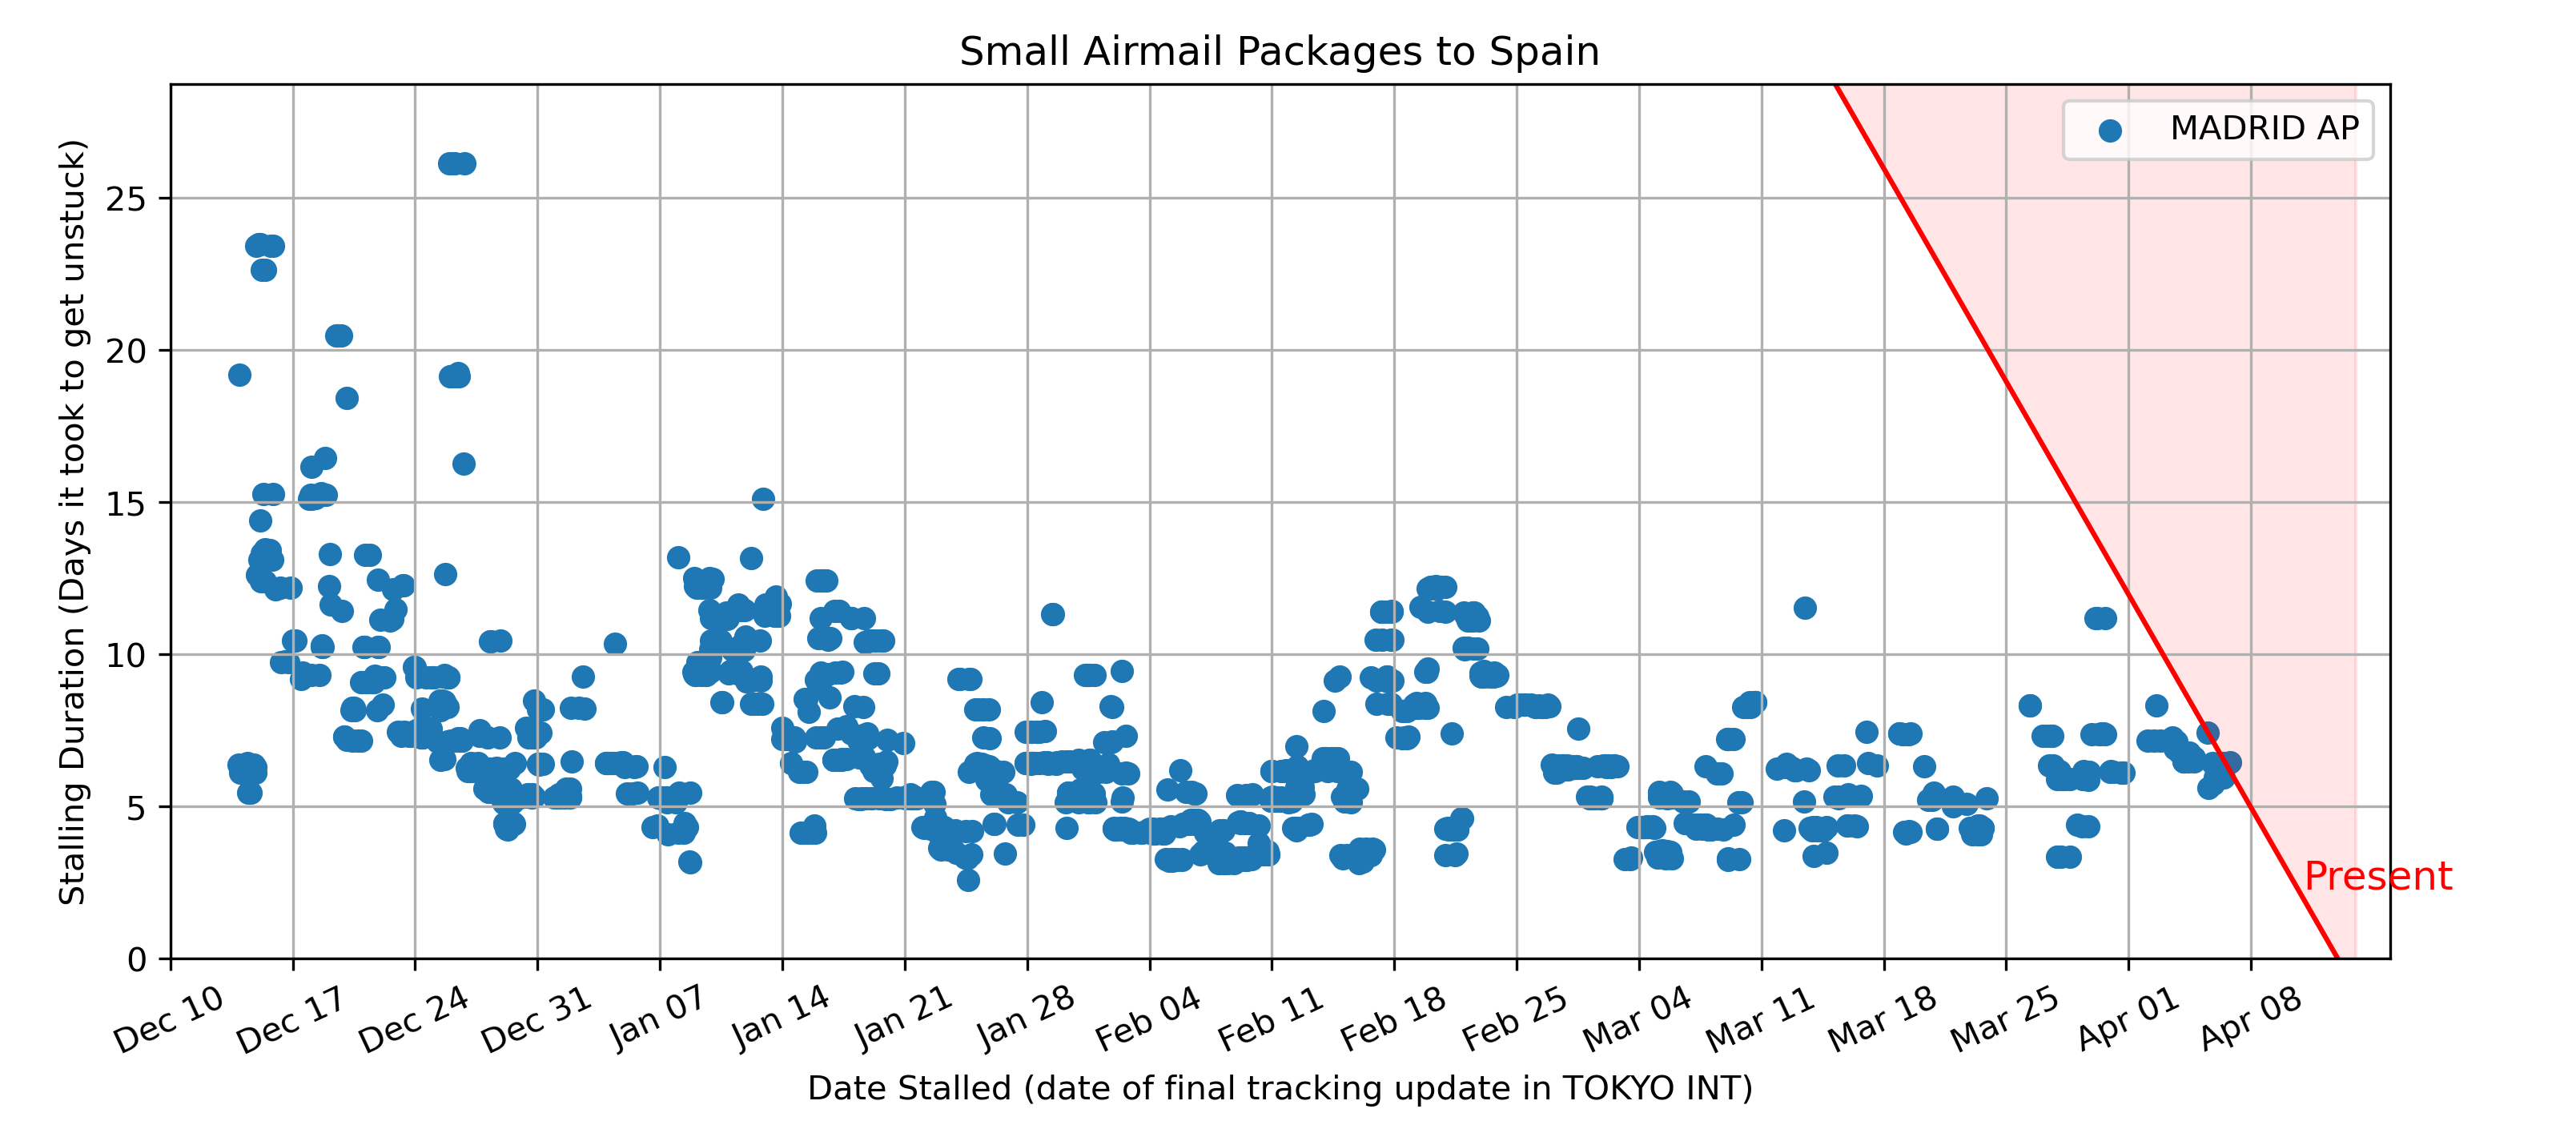 Small Airmail Packages to Spain
MADRID AP
Stalling Duration (Days it took to get unstuck)
25
20
15
10
5
0
Present
Dec 10
Dec 17
Dec 24
Dec 31
Jan 07
Jan 14
Jan 21
Jan 28
Feb 04
Feb 11
Feb 18
Feb 25
Mar 04
Mar 11
Mar 18
Mar 25
Apr 01
Apr 08
Date Stalled (date of final tracking update in TOKYO INT)